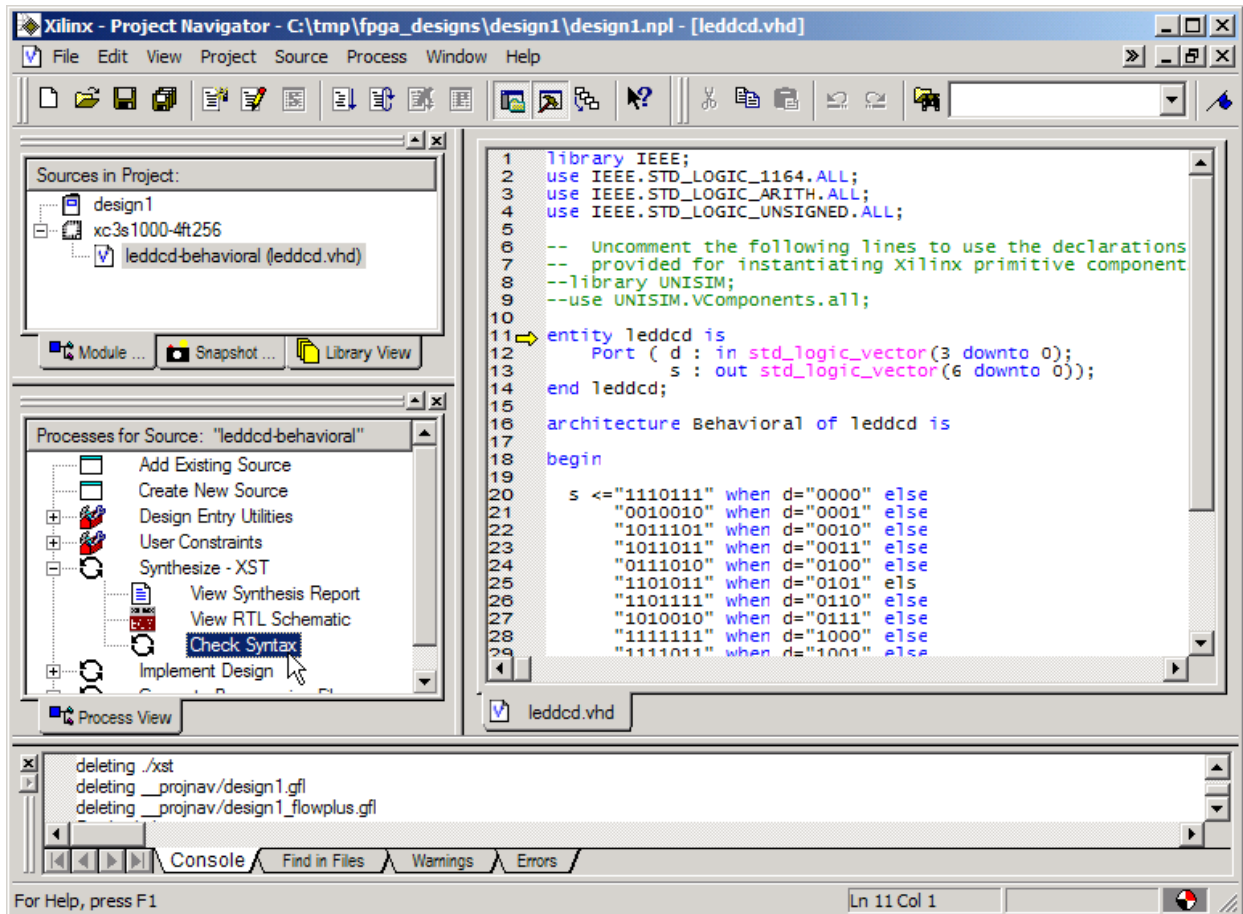 Xilinx - Project Navigator - C:\tmp\fpga_designs\design1\design1.npl - [leddcd.vhd]
File Edit View Project Source Process Window Help
Sources in Project:
design1
xc3s1000-4ft256
leddcd-behavioral (leddcd.vhd)
Module ... Snapshot ... Library View
Processes for Source: "leddcd-behavioral"
Add Existing Source
Create New Source
Design Entry Utilities
User Constraints
Synthesize - XST
View Synthesis Report
View RTL Schematic
Check Syntax
Implement Design
Process View
1 library IEEE;
2 use IEEE.STD_LOGIC_1164.ALL;
3 use IEEE.STD_LOGIC_ARITH.ALL;
4 use IEEE.STD_LOGIC_UNSIGNED.ALL;
5
6 -- Uncomment the following lines to use the declarations
7 -- provided for instantiating Xilinx primitive component
8 --library UNISIM;
9 --use UNISIM.VComponents.all;
10
11 entity leddcd is
12 Port ( d : in std_logic_vector(3 downto 0);
13 s : out std_logic_vector(6 downto 0));
14 end leddcd;
15
16 architecture Behavioral of leddcd is
17
18 begin
19
20 s <="1110111" when d="0000" else
21 "0010010" when d="0001" else
22 "1011101" when d="0010" else
23 "1011011" when d="0011" else
24 "0111010" when d="0100" else
25 "1101011" when d="0101" els
26 "1101111" when d="0110" else
27 "1010010" when d="0111" else
28 "1111111" when d="1000" else
29 "1111011" when d="1001" else
leddcd.vhd
deleting ./xst
deleting __projnav/design1.gfl
deleting __projnav/design1_flowplus.gfl
Console Find in Files Warnings Errors
For Help, press F1
Ln 11 Col 1